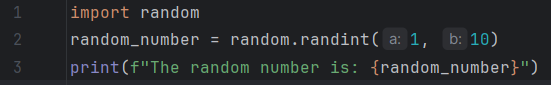 1 import random
2 random_number = random.randint( a: 1, b: 10)
3 print(f"The random number is: {random_number}")